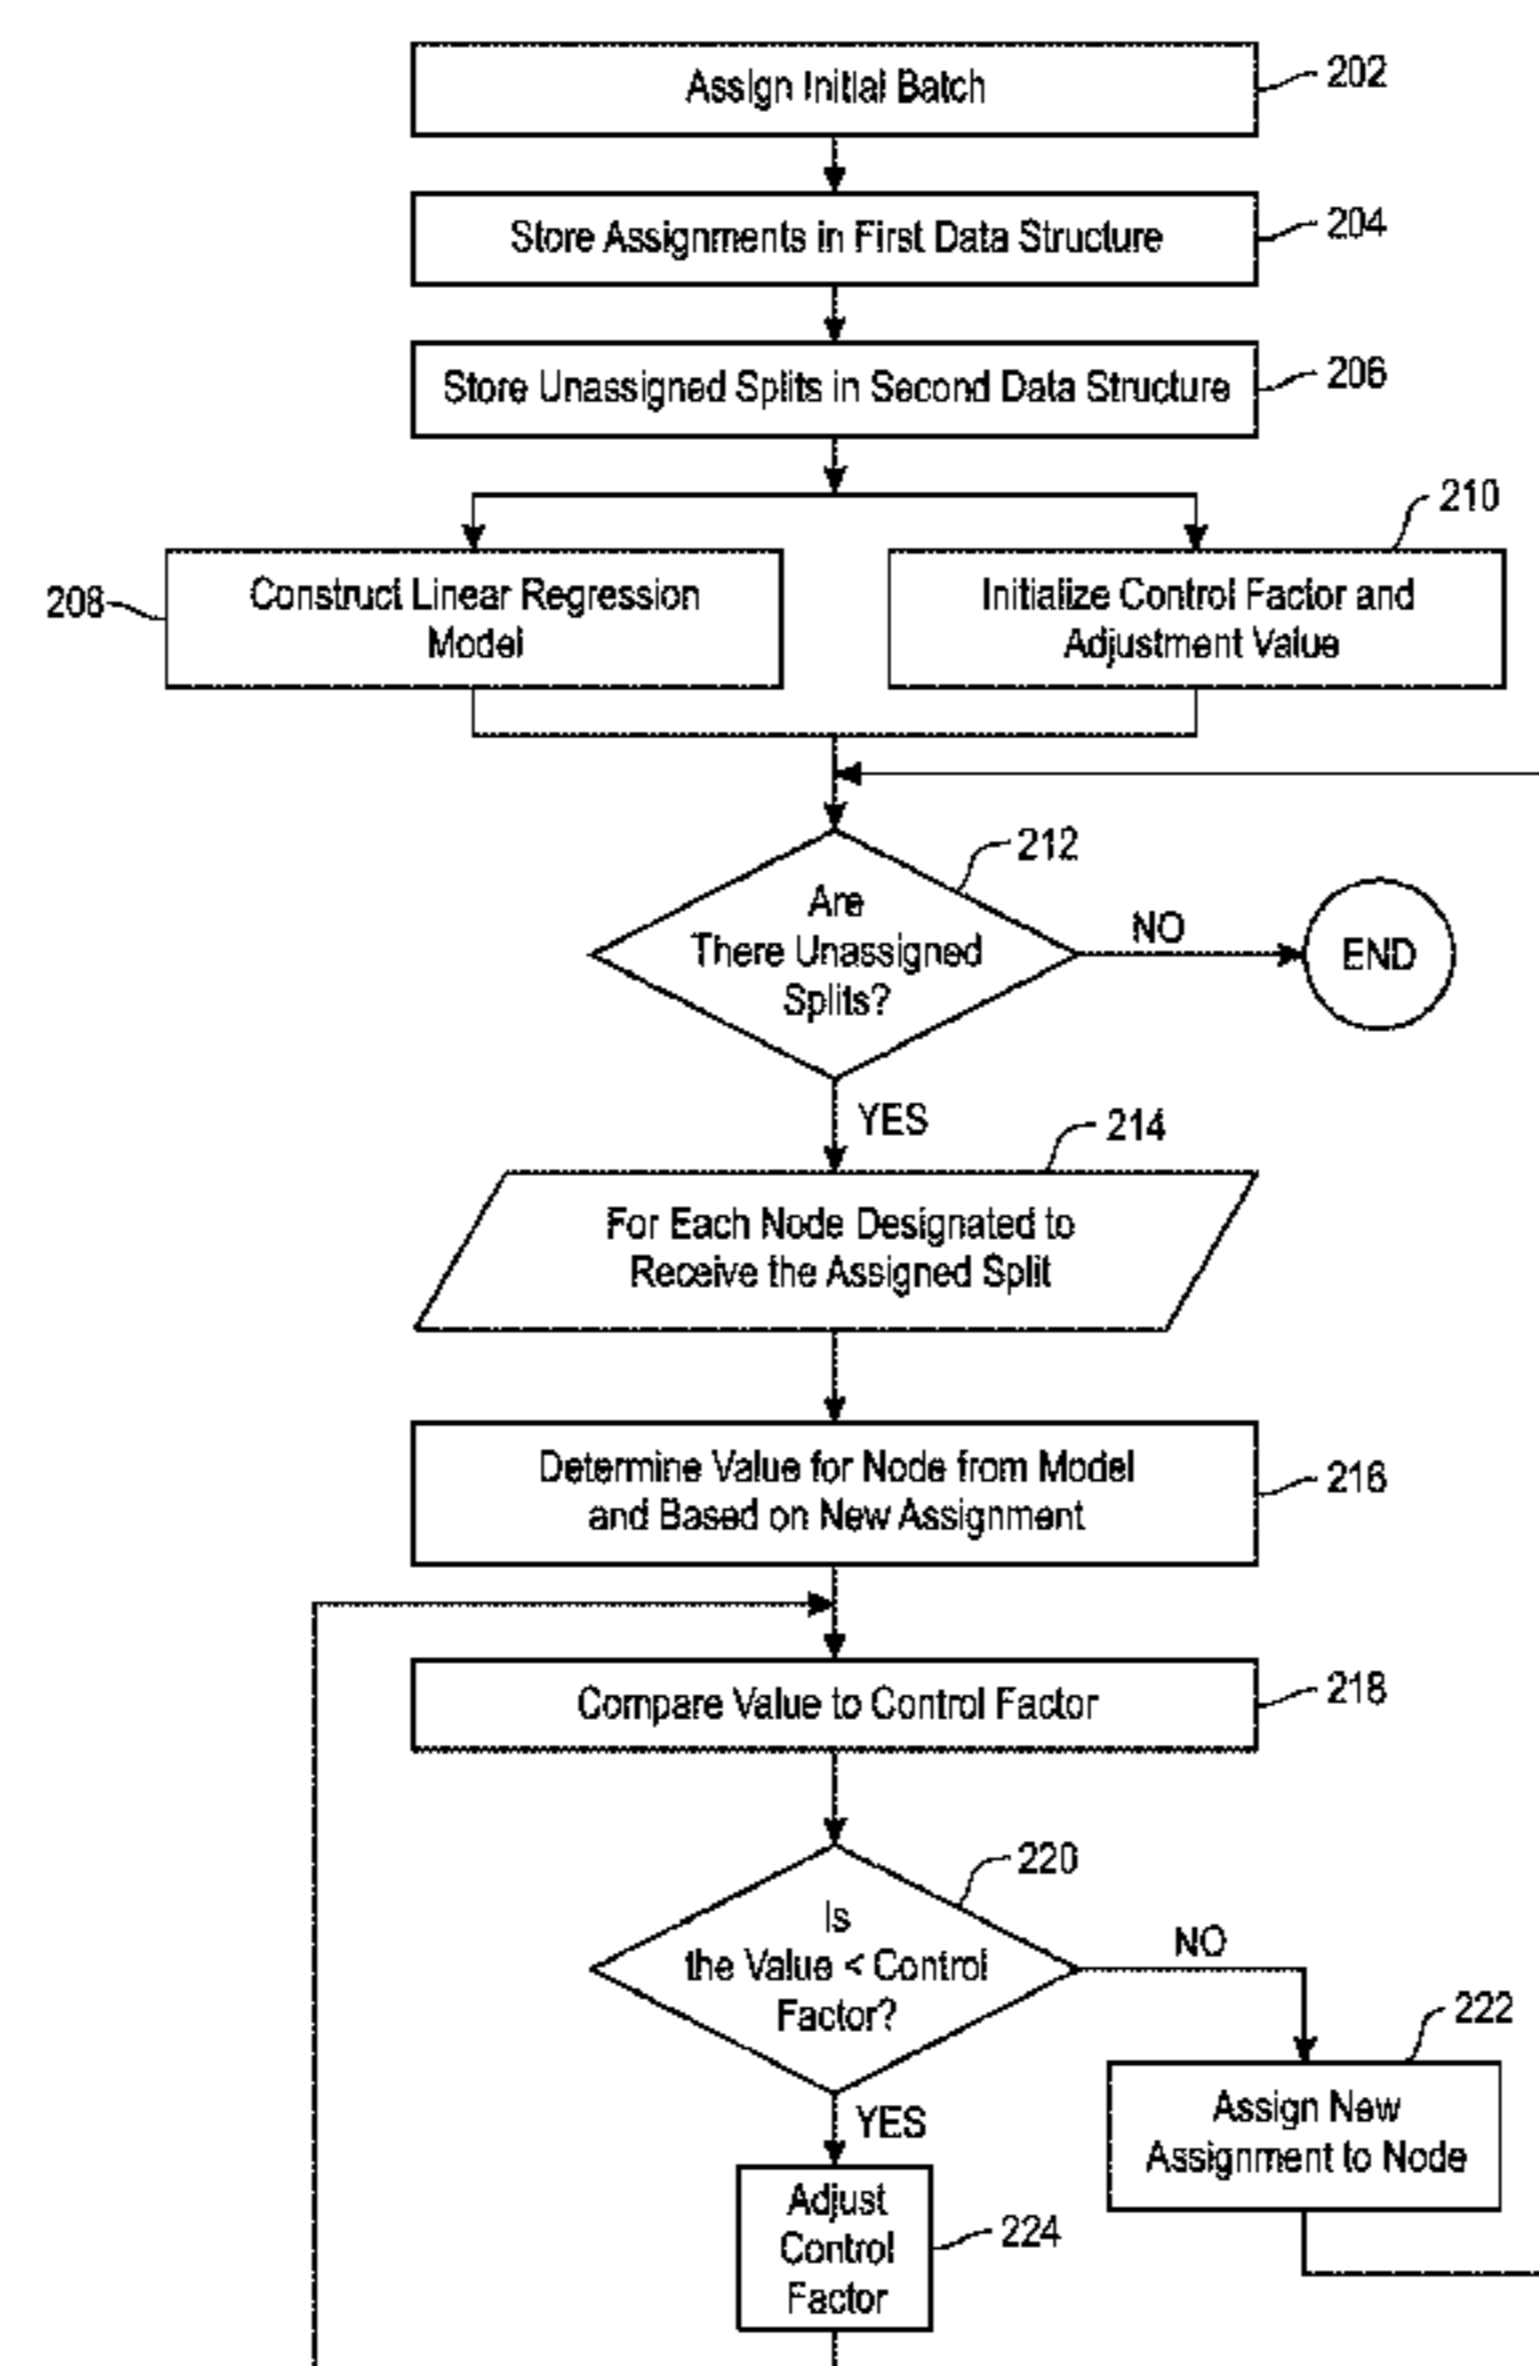 Assign Initial Batch
202
Store Assignments in First Data Structure
204
Store Unassigned Splits in Second Data Structure
206
210
208
Construct Linear Regression
Model
Initialize Control Factor and
Adjustment Value
212
Are
There Unassigned
Splits?
NO
END
YES
214
For Each Node Designated to
Receive the Assigned Split
Determine Value for Node from Model
and Based on New Assignment
216
Compare Value to Control Factor
218
220
Is
the Value < Control
Factor?
NO
222
YES
Assign New
Assignment to Node
Adjust
Control
Factor
224